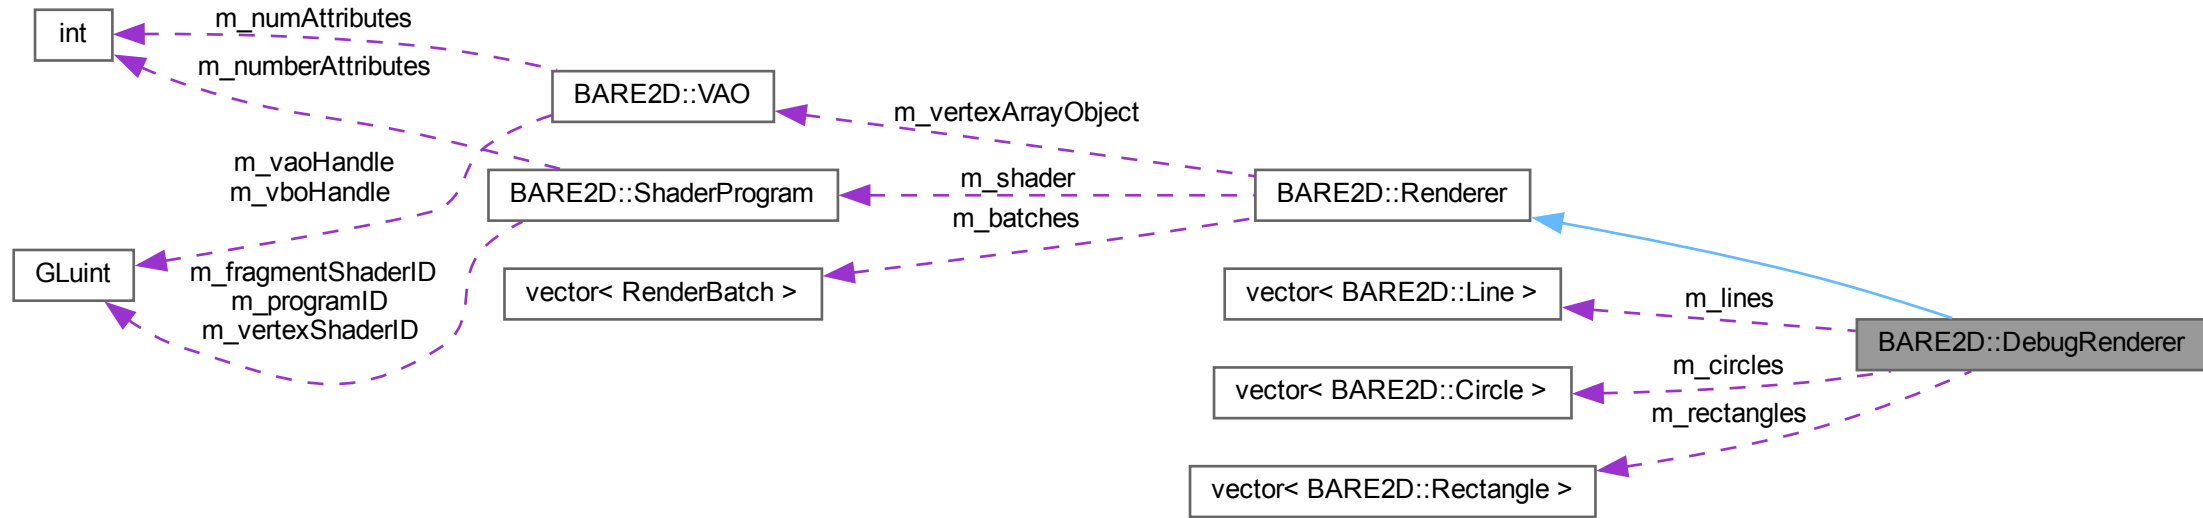 int
m_numAttributes
m_numberAttributes
BARE2D::VAO
m_vertexArrayObject
m_vaoHandle
m_vboHandle
BARE2D::ShaderProgram
m_shader
BARE2D::Renderer
m_batches
GLuint
m_fragmentShaderID
m_programID
m_vertexShaderID
vector< RenderBatch >
vector< BARE2D::Line >
m_lines
BARE2D::DebugRenderer
vector< BARE2D::Circle >
m_circles
m_rectangles
vector< BARE2D::Rectangle >